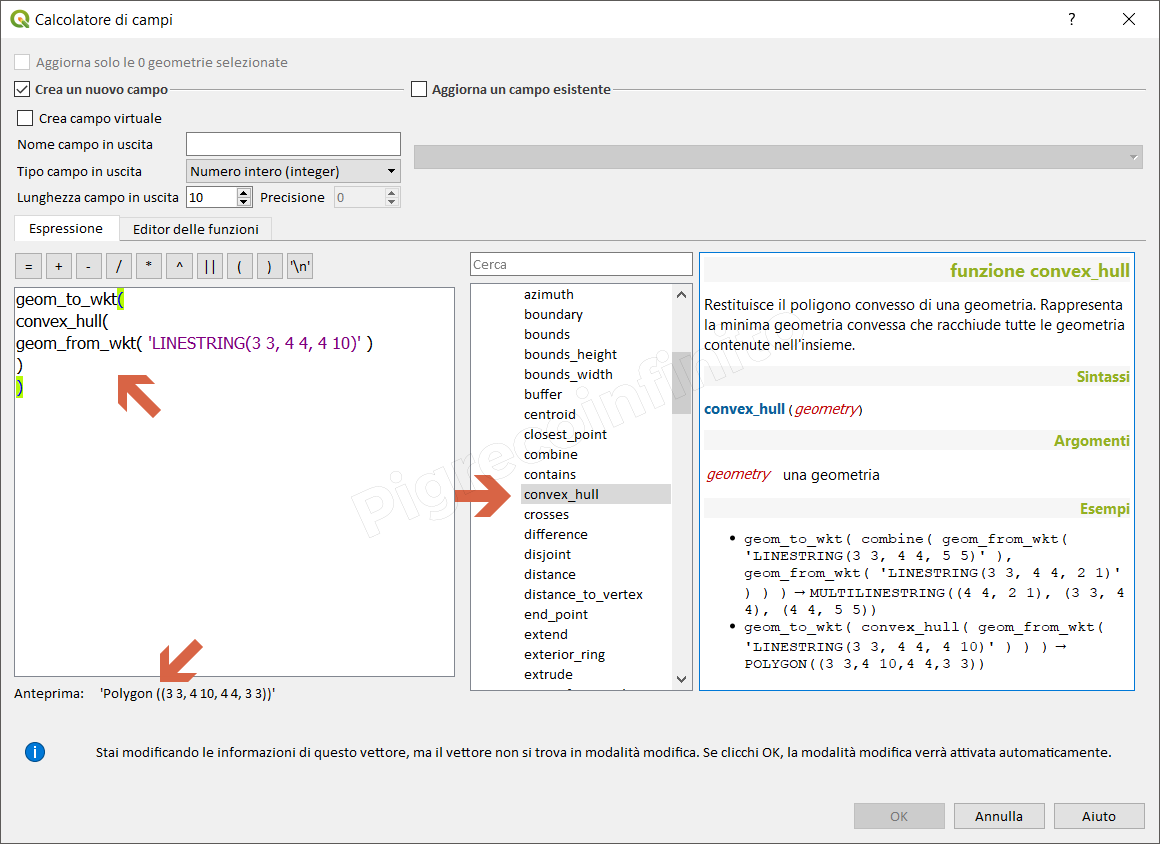 Calcolatore di campi
?
Aggiorna solo le 0 geometrie selezionate
Crea un nuovo campo
Aggiorna un campo esistente
Crea campo virtuale
Nome campo in uscita
Tipo campo in uscita Numero intero (integer)
Lunghezza campo in uscita 10 Precisione 0
Espressione Editor delle funzioni
= + - / * ^ || ( ) '\n'
geom_to_wkt(
convex_hull(
geom_from_wkt( 'LINESTRING(3 3, 4 4, 4 10)' )
)
)
Anteprima: 'Polygon ((3 3, 4 10, 4 4, 3 3))'
Cerca
azimuth
boundary
bounds
bounds_height
bounds_width
buffer
centroid
closest_point
combine
contains
convex_hull
crosses
difference
disjoint
distance
distance_to_vertex
end_point
extend
exterior_ring
extrude
funzione convex_hull
Restituisce il poligono convesso di una geometria. Rappresenta
la minima geometria convessa che racchiude tutte le geometria
contenute nell'insieme.
Sintassi
convex_hull (geometry)
Argomenti
geometry una geometria
Esempi
• geom_to_wkt( combine( geom_from_wkt(
'LINESTRING(3 3, 4 4, 5 5)' ),
geom_from_wkt( 'LINESTRING(3 3, 4 4, 2 1)'
) ) ) → MULTILINESTRING((4 4, 2 1), (3 3, 4
4), (4 4, 5 5))
• geom_to_wkt( convex_hull( geom_from_wkt(
'LINESTRING(3 3, 4 4, 4 10)' ) ) ) →
POLYGON((3 3,4 10,4 4,3 3))
Pigrecoinfinito
Stai modificando le informazioni di questo vettore, ma il vettore non si trova in modalità modifica. Se clicchi OK, la modalità modifica verrà attivata automaticamente.
OK Annulla Aiuto